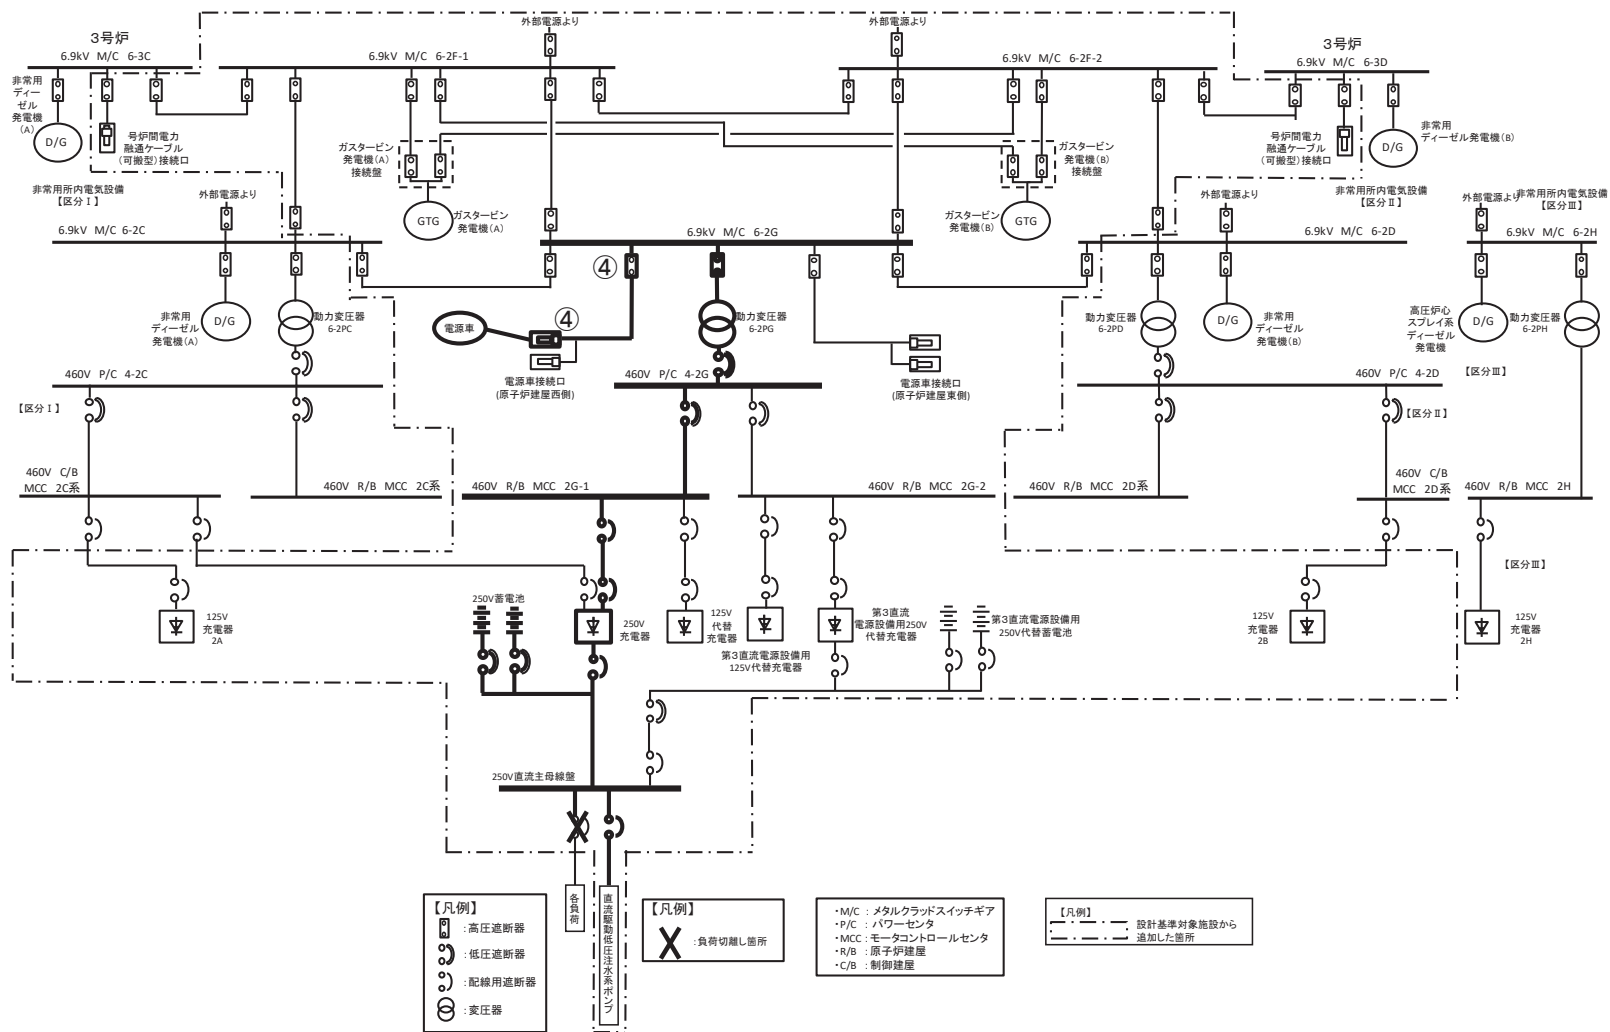 外部電源より
外部電源より
3号炉
6.9kV M/C 6-3C
6.9kV M/C 6-2F-1
6.9kV M/C 6-2F-2
3号炉
6.9kV M/C 6-3D
非常用
ディー
ゼル
発電機
(A)
D/G
号炉間電力
融通ケーブル
(可搬型)接続口
ガスタービン
発電機(A)
接続盤
GTG
ガスタービン
発電機(A)
ガスタービン
発電機(B)
接続盤
GTG
ガスタービン
発電機(B)
号炉間電力
融通ケーブル
(可搬型)接続口
D/G
非常用
ディーゼル発電機(B)
非常用所内電気設備
【区分Ⅰ】
外部電源より
6.9kV M/C 6-2C
6.9kV M/C 6-2G
外部電源より
非常用所内電気設備
【区分Ⅱ】
6.9kV M/C 6-2D
外部電源より
非常用所内電気設備
【区分Ⅲ】
6.9kV M/C 6-2H
④
非常用
ディーゼル
発電機(A)
D/G
動力変圧器
6-2PC
電源車
④
動力変圧器
6-2PG
動力変圧器
6-2PD
D/G
非常用
ディーゼル
発電機(B)
高圧炉心
スプレイ系
ディーゼル
発電機
D/G
動力変圧器
6-2PH
電源車接続口
(原子炉建屋西側)
電源車接続口
(原子炉建屋東側)
460V P/C 4-2C
460V P/C 4-2G
460V P/C 4-2D
【区分Ⅲ】
【区分Ⅰ】
【区分Ⅱ】
460V C/B
MCC 2C系
460V R/B MCC 2C系
460V R/B MCC 2G-1
460V R/B MCC 2G-2
460V R/B MCC 2D系
460V C/B
MCC 2D系
460V R/B MCC 2H
【区分Ⅲ】
125V
充電器
2A
250V蓄電池
250V
充電器
125V
代替
充電器
第3直流電源設備用
125V代替充電器
第3直流
電源設備用250V
代替充電器
第3直流電源設備用
250V代替蓄電池
125V
充電器
2B
125V
充電器
2H
250V直流主母線盤
各負荷
直流駆動低圧注水系ポンプ
【凡例】
:高圧遮断器
:低圧遮断器
:配線用遮断器
:変圧器
【凡例】
:負荷切離し箇所
・M/C :メタルクラッドスイッチギア
・P/C :パワーセンタ
・MCC :モータコントロールセンタ
・R/B :原子炉建屋
・C/B :制御建屋
【凡例】
:設計基準対象施設から
追加した箇所